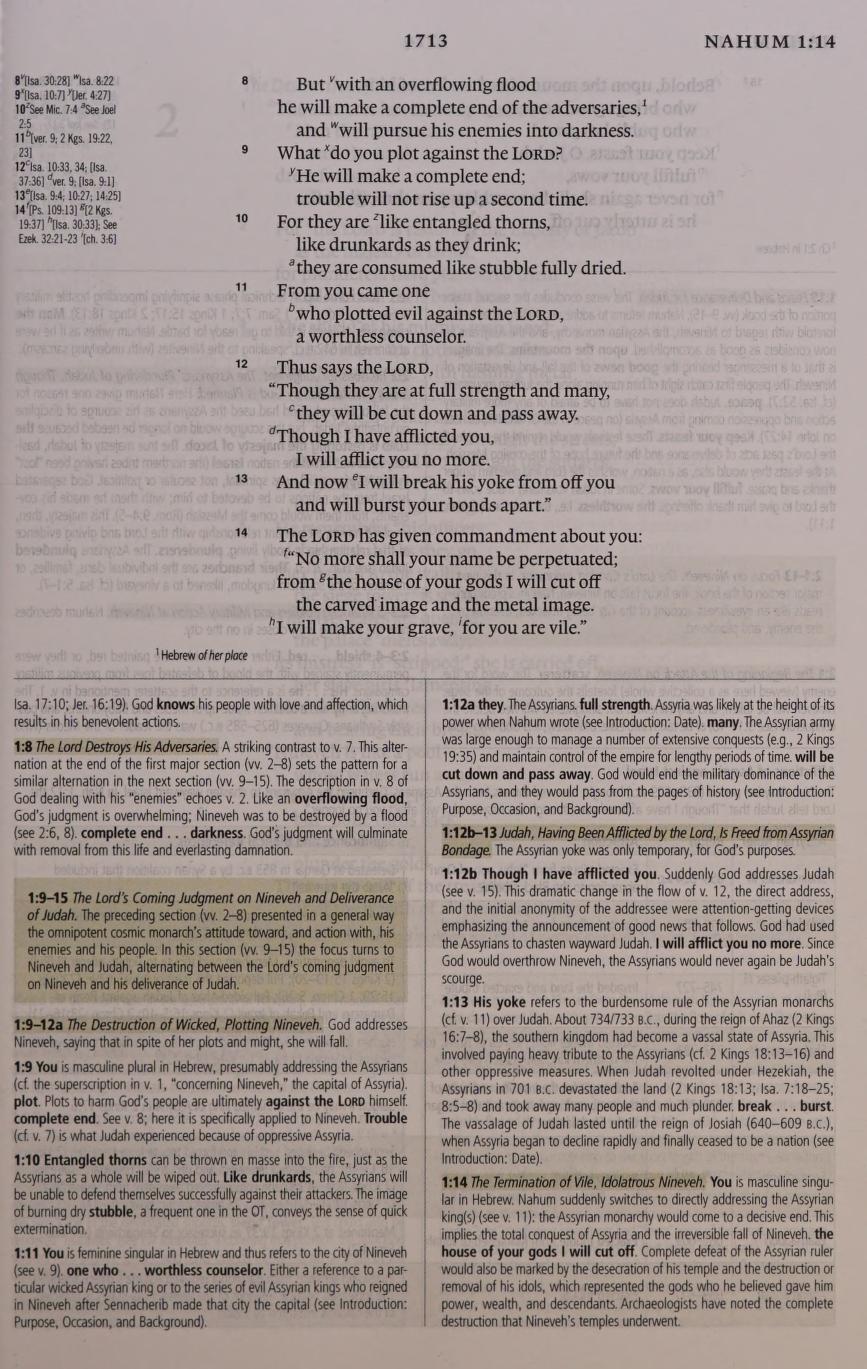 1713
NAHUM 1:14
8v[Isa. 30:28] wIsa. 8:22
9x[Isa. 10:7] y[Jer. 4:27]
10zSee Mic. 7:4 aSee Joel
2:5
11b[ver. 9; 2 Kgs. 19:22,
23]
12cIsa. 10:33, 34; [Isa.
37:36] dver. 9; [Isa. 9:1]
13e[Isa. 9:4; 10:27; 14:25]
14f[Ps. 109:13] g[2 Kgs.
19:37] h[Isa. 30:33]; See
Ezek. 32:21-23 i[ch. 3:6]
8 But vwith an overflowing flood
he will make a complete end of the adversaries,1
and wwill pursue his enemies into darkness.
9 What xdo you plot against the LORD?
yHe will make a complete end;
trouble will not rise up a second time.
10 For they are zlike entangled thorns,
like drunkards as they drink;
athey are consumed like stubble fully dried.
11 From you came one
bwho plotted evil against the LORD,
a worthless counselor.
12 Thus says the LORD,
“Though they are at full strength and many,
cthey will be cut down and pass away.
dThough I have afflicted you,
I will afflict you no more.
13 And now eI will break his yoke from off you
and will burst your bonds apart.”
14 The LORD has given commandment about you:
f“No more shall your name be perpetuated;
from gthe house of your gods I will cut off
the carved image and the metal image.
hI will make your grave, ifor you are vile.”
1 Hebrew of her place
Isa. 17:10; Jer. 16:19). God knows his people with love and affection, which
results in his benevolent actions.
1:8 The Lord Destroys His Adversaries. A striking contrast to v. 7. This alter-
nation at the end of the first major section (vv. 2–8) sets the pattern for a
similar alternation in the next section (vv. 9–15). The description in v. 8 of
God dealing with his “enemies” echoes v. 2. Like an overflowing flood,
God’s judgment is overwhelming; Nineveh was to be destroyed by a flood
(see 2:6, 8). complete end . . . darkness. God’s judgment will culminate
with removal from this life and everlasting damnation.
1:9–15 The Lord’s Coming Judgment on Nineveh and Deliverance
of Judah. The preceding section (vv. 2–8) presented in a general way
the omnipotent cosmic monarch’s attitude toward, and action with, his
enemies and his people. In this section (vv. 9–15) the focus turns to
Nineveh and Judah, alternating between the Lord’s coming judgment
on Nineveh and his deliverance of Judah.
1:9–12a The Destruction of Wicked, Plotting Nineveh. God addresses
Nineveh, saying that in spite of her plots and might, she will fall.
1:9 You is masculine plural in Hebrew, presumably addressing the Assyrians
(cf. the superscription in v. 1, “concerning Nineveh,” the capital of Assyria).
plot. Plots to harm God’s people are ultimately against the LORD himself.
complete end. See v. 8; here it is specifically applied to Nineveh. Trouble
(cf. v. 7) is what Judah experienced because of oppressive Assyria.
1:10 Entangled thorns can be thrown en masse into the fire, just as the
Assyrians as a whole will be wiped out. Like drunkards, the Assyrians will
be unable to defend themselves successfully against their attackers. The image
of burning dry stubble, a frequent one in the OT, conveys the sense of quick
extermination.
1:11 You is feminine singular in Hebrew and thus refers to the city of Nineveh
(see v. 9). one who . . . worthless counselor. Either a reference to a par-
ticular wicked Assyrian king or to the series of evil Assyrian kings who reigned
in Nineveh after Sennacherib made that city the capital (see Introduction:
Purpose, Occasion, and Background).
1:12a they. The Assyrians. full strength. Assyria was likely at the height of its
power when Nahum wrote (see Introduction: Date). many. The Assyrian army
was large enough to manage a number of extensive conquests (e.g., 2 Kings
19:35) and maintain control of the empire for lengthy periods of time. will be
cut down and pass away. God would end the military dominance of the
Assyrians, and they would pass from the pages of history (see Introduction:
Purpose, Occasion, and Background).
1:12b–13 Judah, Having Been Afflicted by the Lord, Is Freed from Assyrian
Bondage. The Assyrian yoke was only temporary, for God’s purposes.
1:12b Though I have afflicted you. Suddenly God addresses Judah
(see v. 15). This dramatic change in the flow of v. 12, the direct address,
and the initial anonymity of the addressee were attention-getting devices
emphasizing the announcement of good news that follows. God had used
the Assyrians to chasten wayward Judah. I will afflict you no more. Since
God would overthrow Nineveh, the Assyrians would never again be Judah’s
scourge.
1:13 His yoke refers to the burdensome rule of the Assyrian monarchs
(cf. v. 11) over Judah. About 734/733 B.C., during the reign of Ahaz (2 Kings
16:7–8), the southern kingdom had become a vassal state of Assyria. This
involved paying heavy tribute to the Assyrians (cf. 2 Kings 18:13–16) and
other oppressive measures. When Judah revolted under Hezekiah, the
Assyrians in 701 B.C. devastated the land (2 Kings 18:13; Isa. 7:18–25;
8:5–8) and took away many people and much plunder. break . . . burst.
The vassalage of Judah lasted until the reign of Josiah (640–609 B.C.),
when Assyria began to decline rapidly and finally ceased to be a nation (see
Introduction: Date).
1:14 The Termination of Vile, Idolatrous Nineveh. You is masculine singu-
lar in Hebrew. Nahum suddenly switches to directly addressing the Assyrian
king(s) (see v. 11): the Assyrian monarchy would come to a decisive end. This
implies the total conquest of Assyria and the irreversible fall of Nineveh. the
house of your gods I will cut off. Complete defeat of the Assyrian ruler
would also be marked by the desecration of his temple and the destruction or
removal of his idols, which represented the gods who he believed gave him
power, wealth, and descendants. Archaeologists have noted the complete
destruction that Nineveh’s temples underwent.